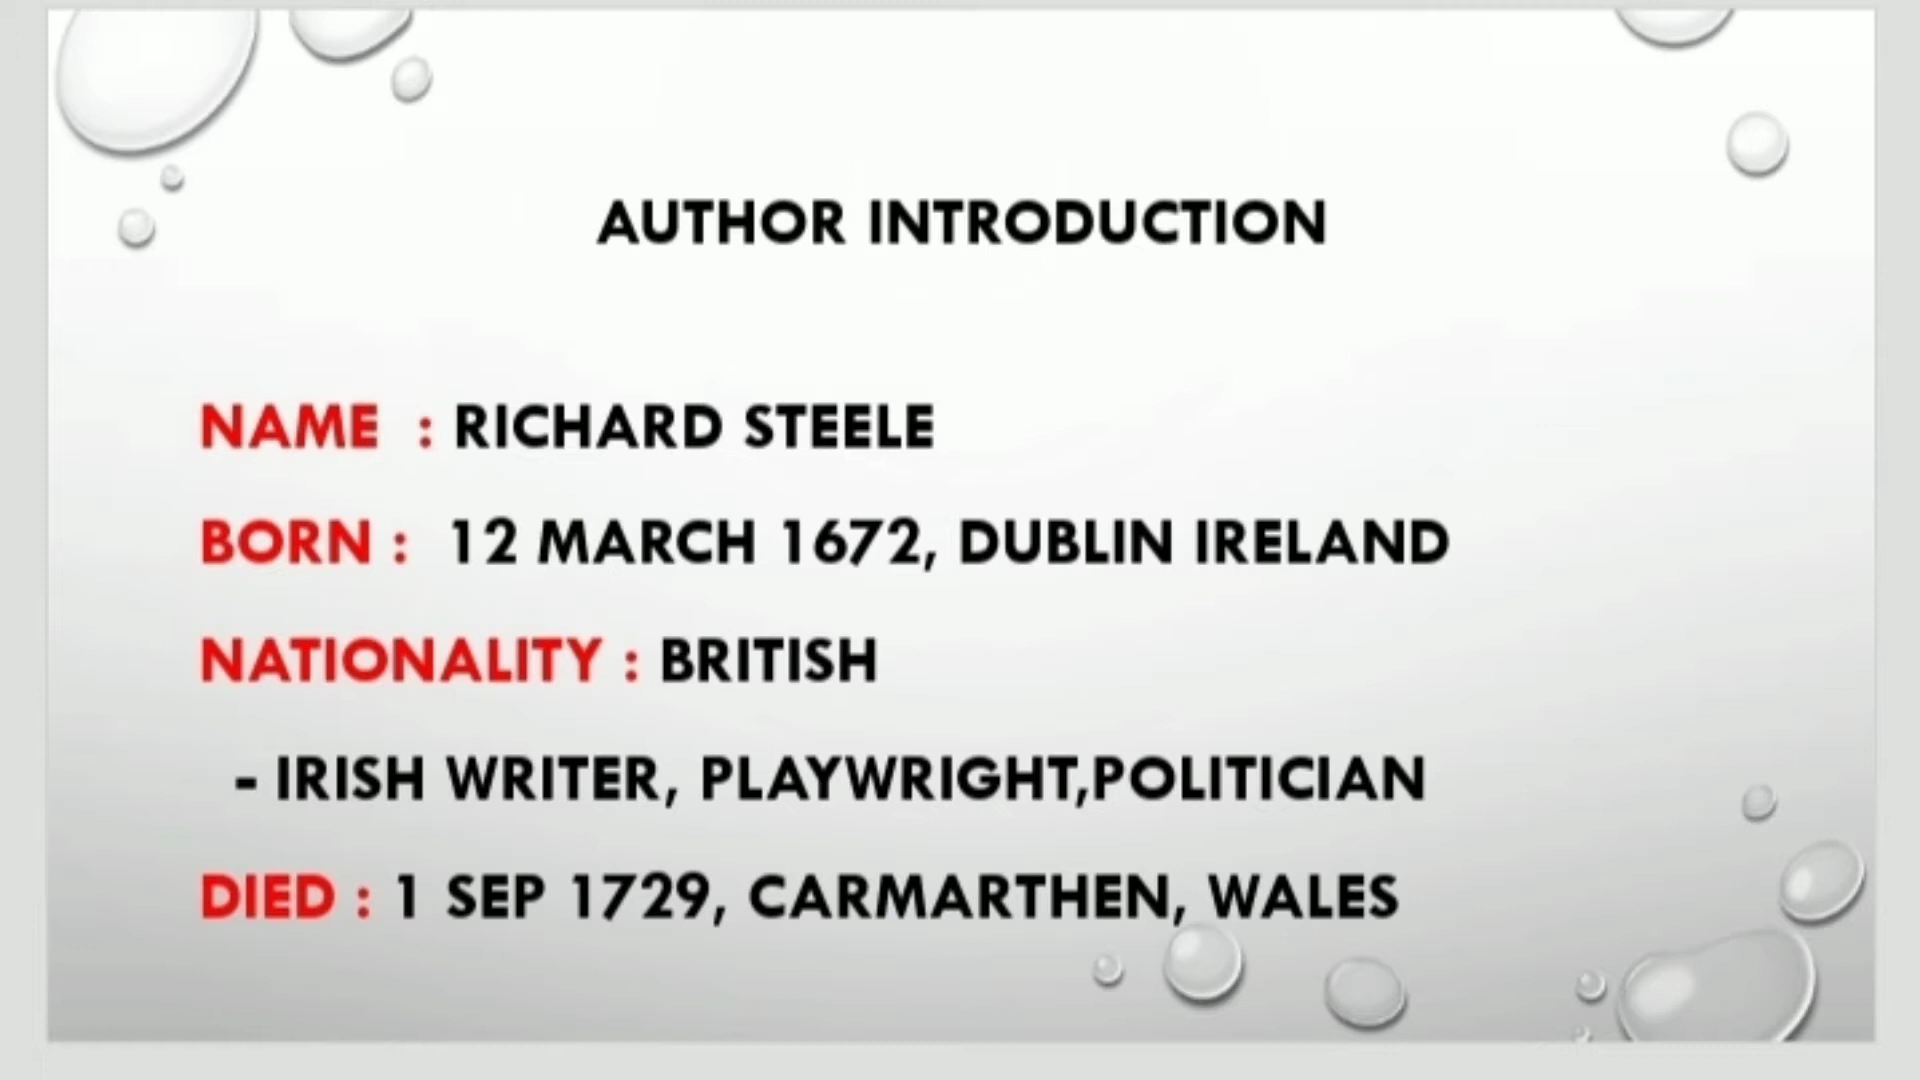 AUTHOR INTRODUCTION
NAME : RICHARD STEELE
BORN : 12 MARCH 1672, DUBLIN IRELAND
NATIONALITY : BRITISH
- IRISH WRITER, PLAYWRIGHT,POLITICIAN
DIED : 1 SEP 1729, CARMARTHEN, WALES